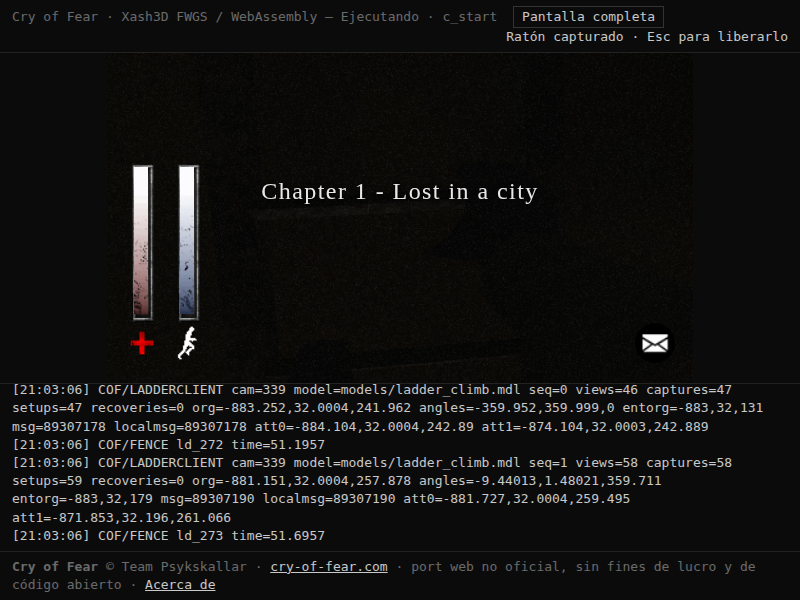 Cry of Fear · Xash3D FWGS / WebAssembly — Ejecutando · c_start Pantalla completa
Ratón capturado · Esc para liberarlo
Chapter 1 - Lost in a city
[21:03:06] COF/LADDERCLIENT cam=339 model=models/ladder_climb.mdl seq=0 views=46 captures=47
setups=47 recoveries=0 org=-883.252,32.0004,241.962 angles=-359.952,359.999,0 entorg=-883,32,131
msg=89307178 localmsg=89307178 att0=-884.104,32.0004,242.89 att1=-874.104,32.0003,242.889
[21:03:06] COF/FENCE ld_272 time=51.1957
[21:03:06] COF/LADDERCLIENT cam=339 model=models/ladder_climb.mdl seq=1 views=58 captures=58
setups=59 recoveries=0 org=-881.151,32.0004,257.878 angles=-9.44013,1.48021,359.711
entorg=-883,32,179 msg=89307190 localmsg=89307190 att0=-881.727,32.0004,259.495
att1=-871.853,32.196,261.066
[21:03:06] COF/FENCE ld_273 time=51.6957
Cry of Fear © Team Psykskallar · cry-of-fear.com · port web no oficial, sin fines de lucro y de
código abierto · Acerca de